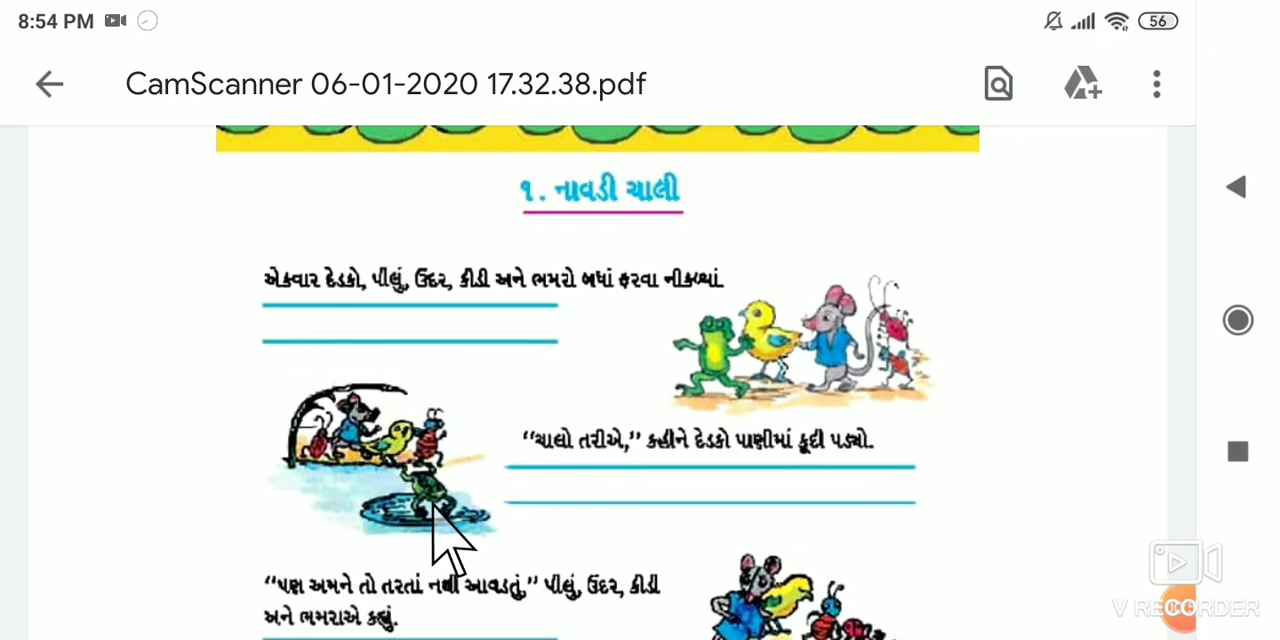 8:54 PM
56
CamScanner 06-01-2020 17.32.38.pdf
૧. નાવડી ચાલી
એકવાર દેડકો, પીલું, ઉંદર, કીડી અને ભમરો બધાં ફરવા નીકળ્યાં.
“ચાલો તરીએ,” કહીને દેડકો પાણીમાં કૂદી પડ્યો.
“પણ અમને તો તરતાં નથી આવડતું,” પીલું, ઉંદર, કીડી
અને ભમરાએ કહ્યું.
V RECORDER